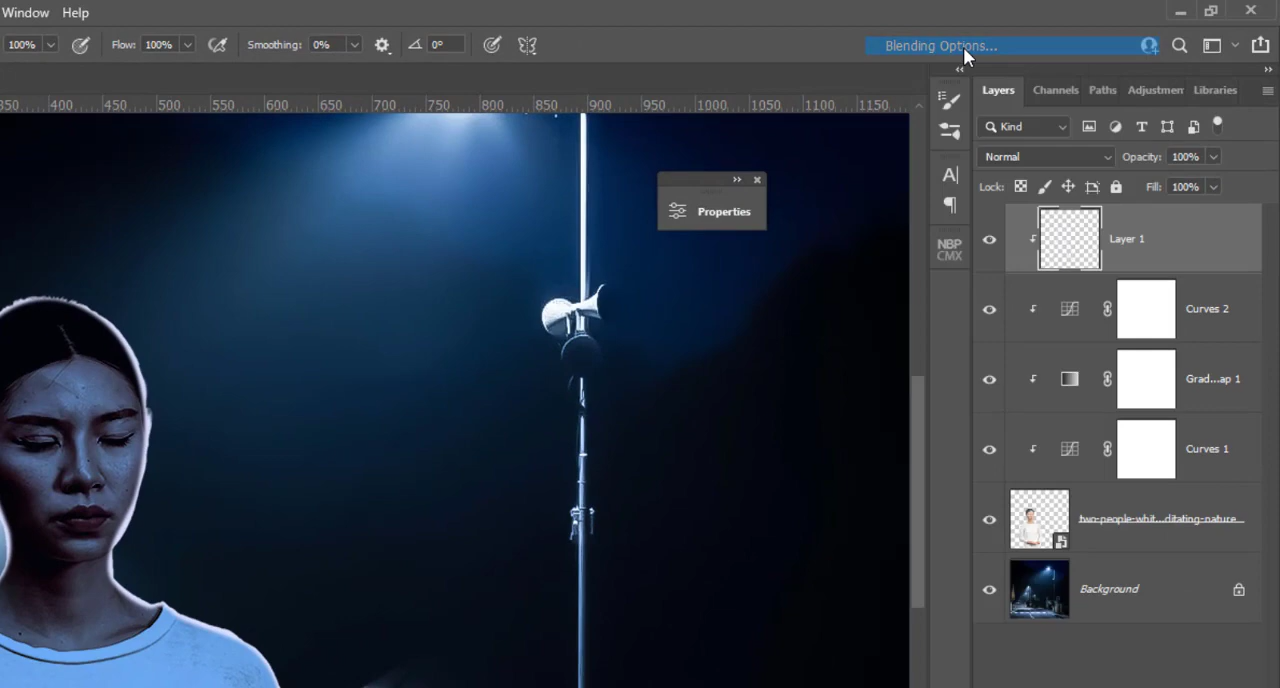 Window Help
100% Flow: 100% Smoothing: 0% 0° Blending Options...
350 400 450 500 550 600 650 700 750 800 850 900 950 1000 1050 1100 1150
Layers Channels Paths Adjustmen Libraries
Kind
Normal Opacity: 100%
Lock: Fill: 100%
Properties
A
NBP
CMX
Layer 1
Curves 2
Grad...ap 1
Curves 1
two-people-whit...ditating-nature
Background